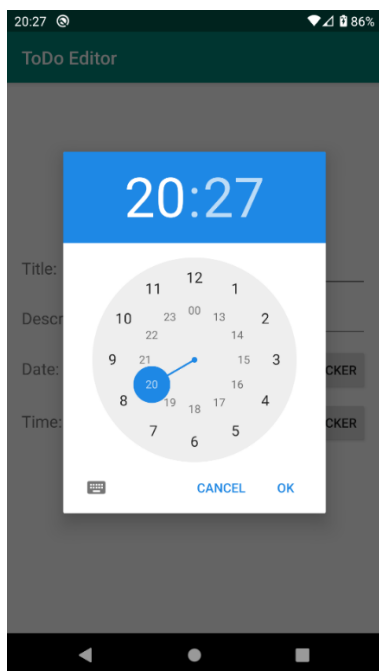 20:27 86%
ToDo Editor
20:27
12
11 1
00
23 13
10 2
22 14
9 21 15 3
20 16
8 19 17 4
18
7 5
6
Title:
Descr
Date: CKER
Time: CKER
CANCEL OK